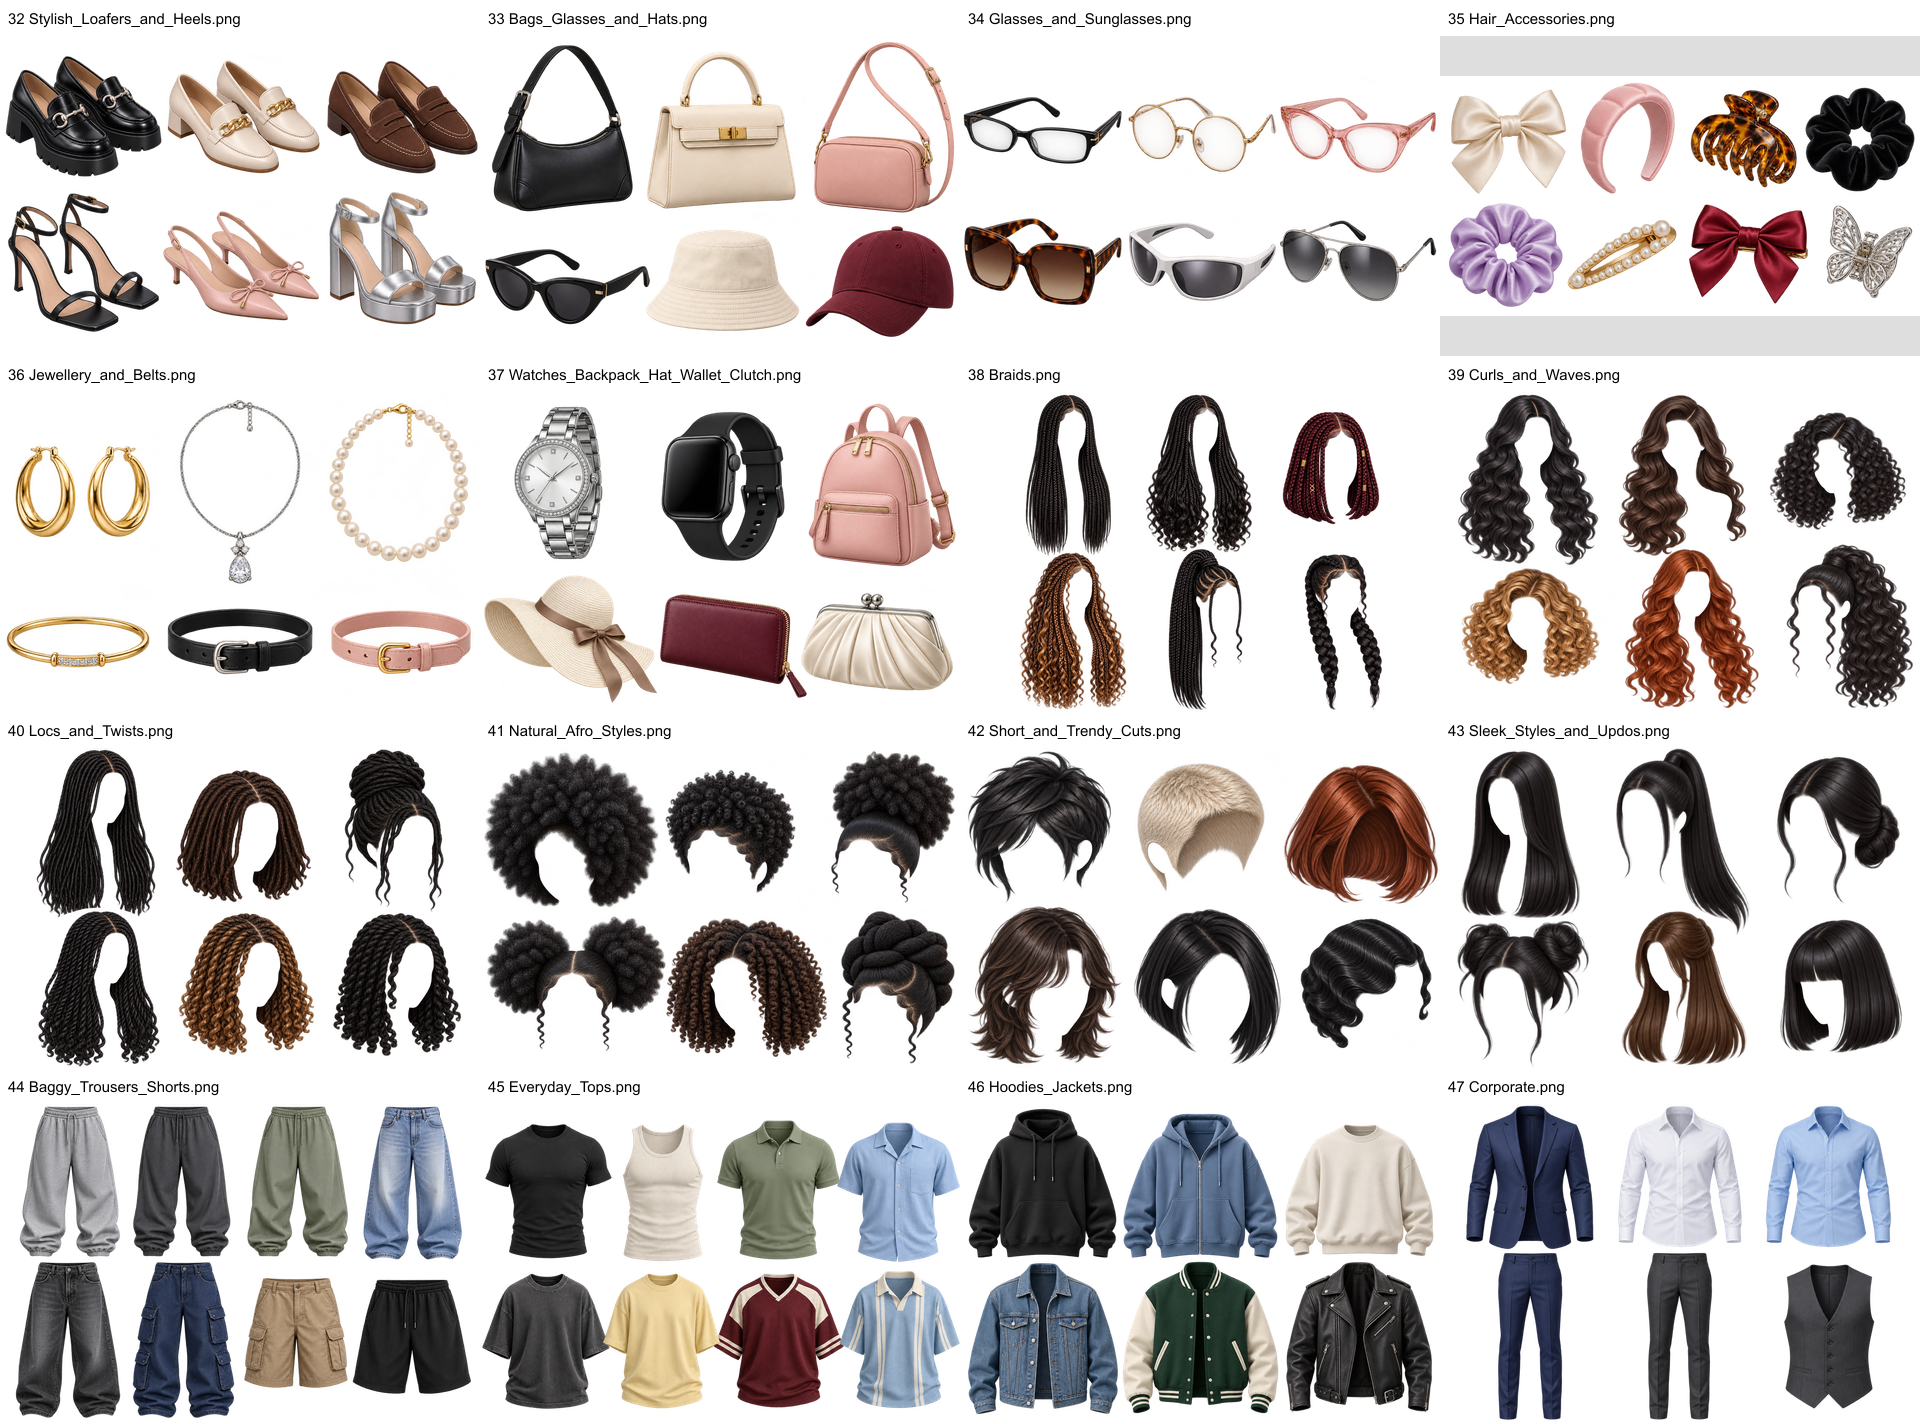 32 Stylish_Loafers_and_Heels.png
33 Bags_Glasses_and_Hats.png
34 Glasses_and_Sunglasses.png
35 Hair_Accessories.png
36 Jewellery_and_Belts.png
37 Watches_Backpack_Hat_Wallet_Clutch.png
38 Braids.png
39 Curls_and_Waves.png
40 Locs_and_Twists.png
41 Natural_Afro_Styles.png
42 Short_and_Trendy_Cuts.png
43 Sleek_Styles_and_Updos.png
44 Baggy_Trousers_Shorts.png
45 Everyday_Tops.png
46 Hoodies_Jackets.png
47 Corporate.png